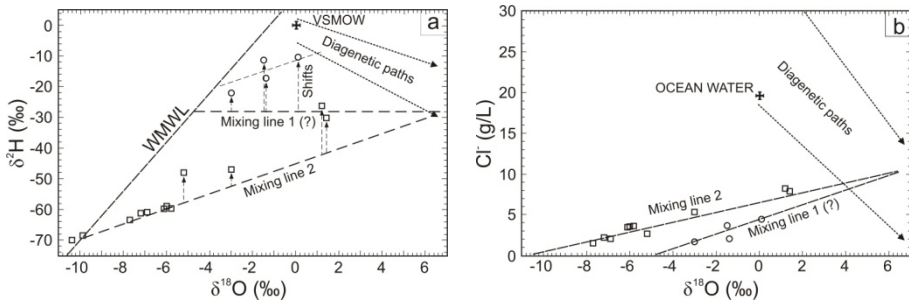 a
VSMOW
Diagenetic paths
Shifts
WMWL
Mixing line 1 (?)
Mixing line 2
δ²H (‰)
0
-10
-20
-30
-40
-50
-60
-70
-10 -8 -6 -4 -2 0 2 4 6
δ¹⁸O (‰)
b
Diagenetic paths
OCEAN WATER
Mixing line 2
Mixing line 1 (?)
Cl⁻ (g/L)
30
25
20
15
10
5
0
-10 -8 -6 -4 -2 0 2 4 6
δ¹⁸O (‰)